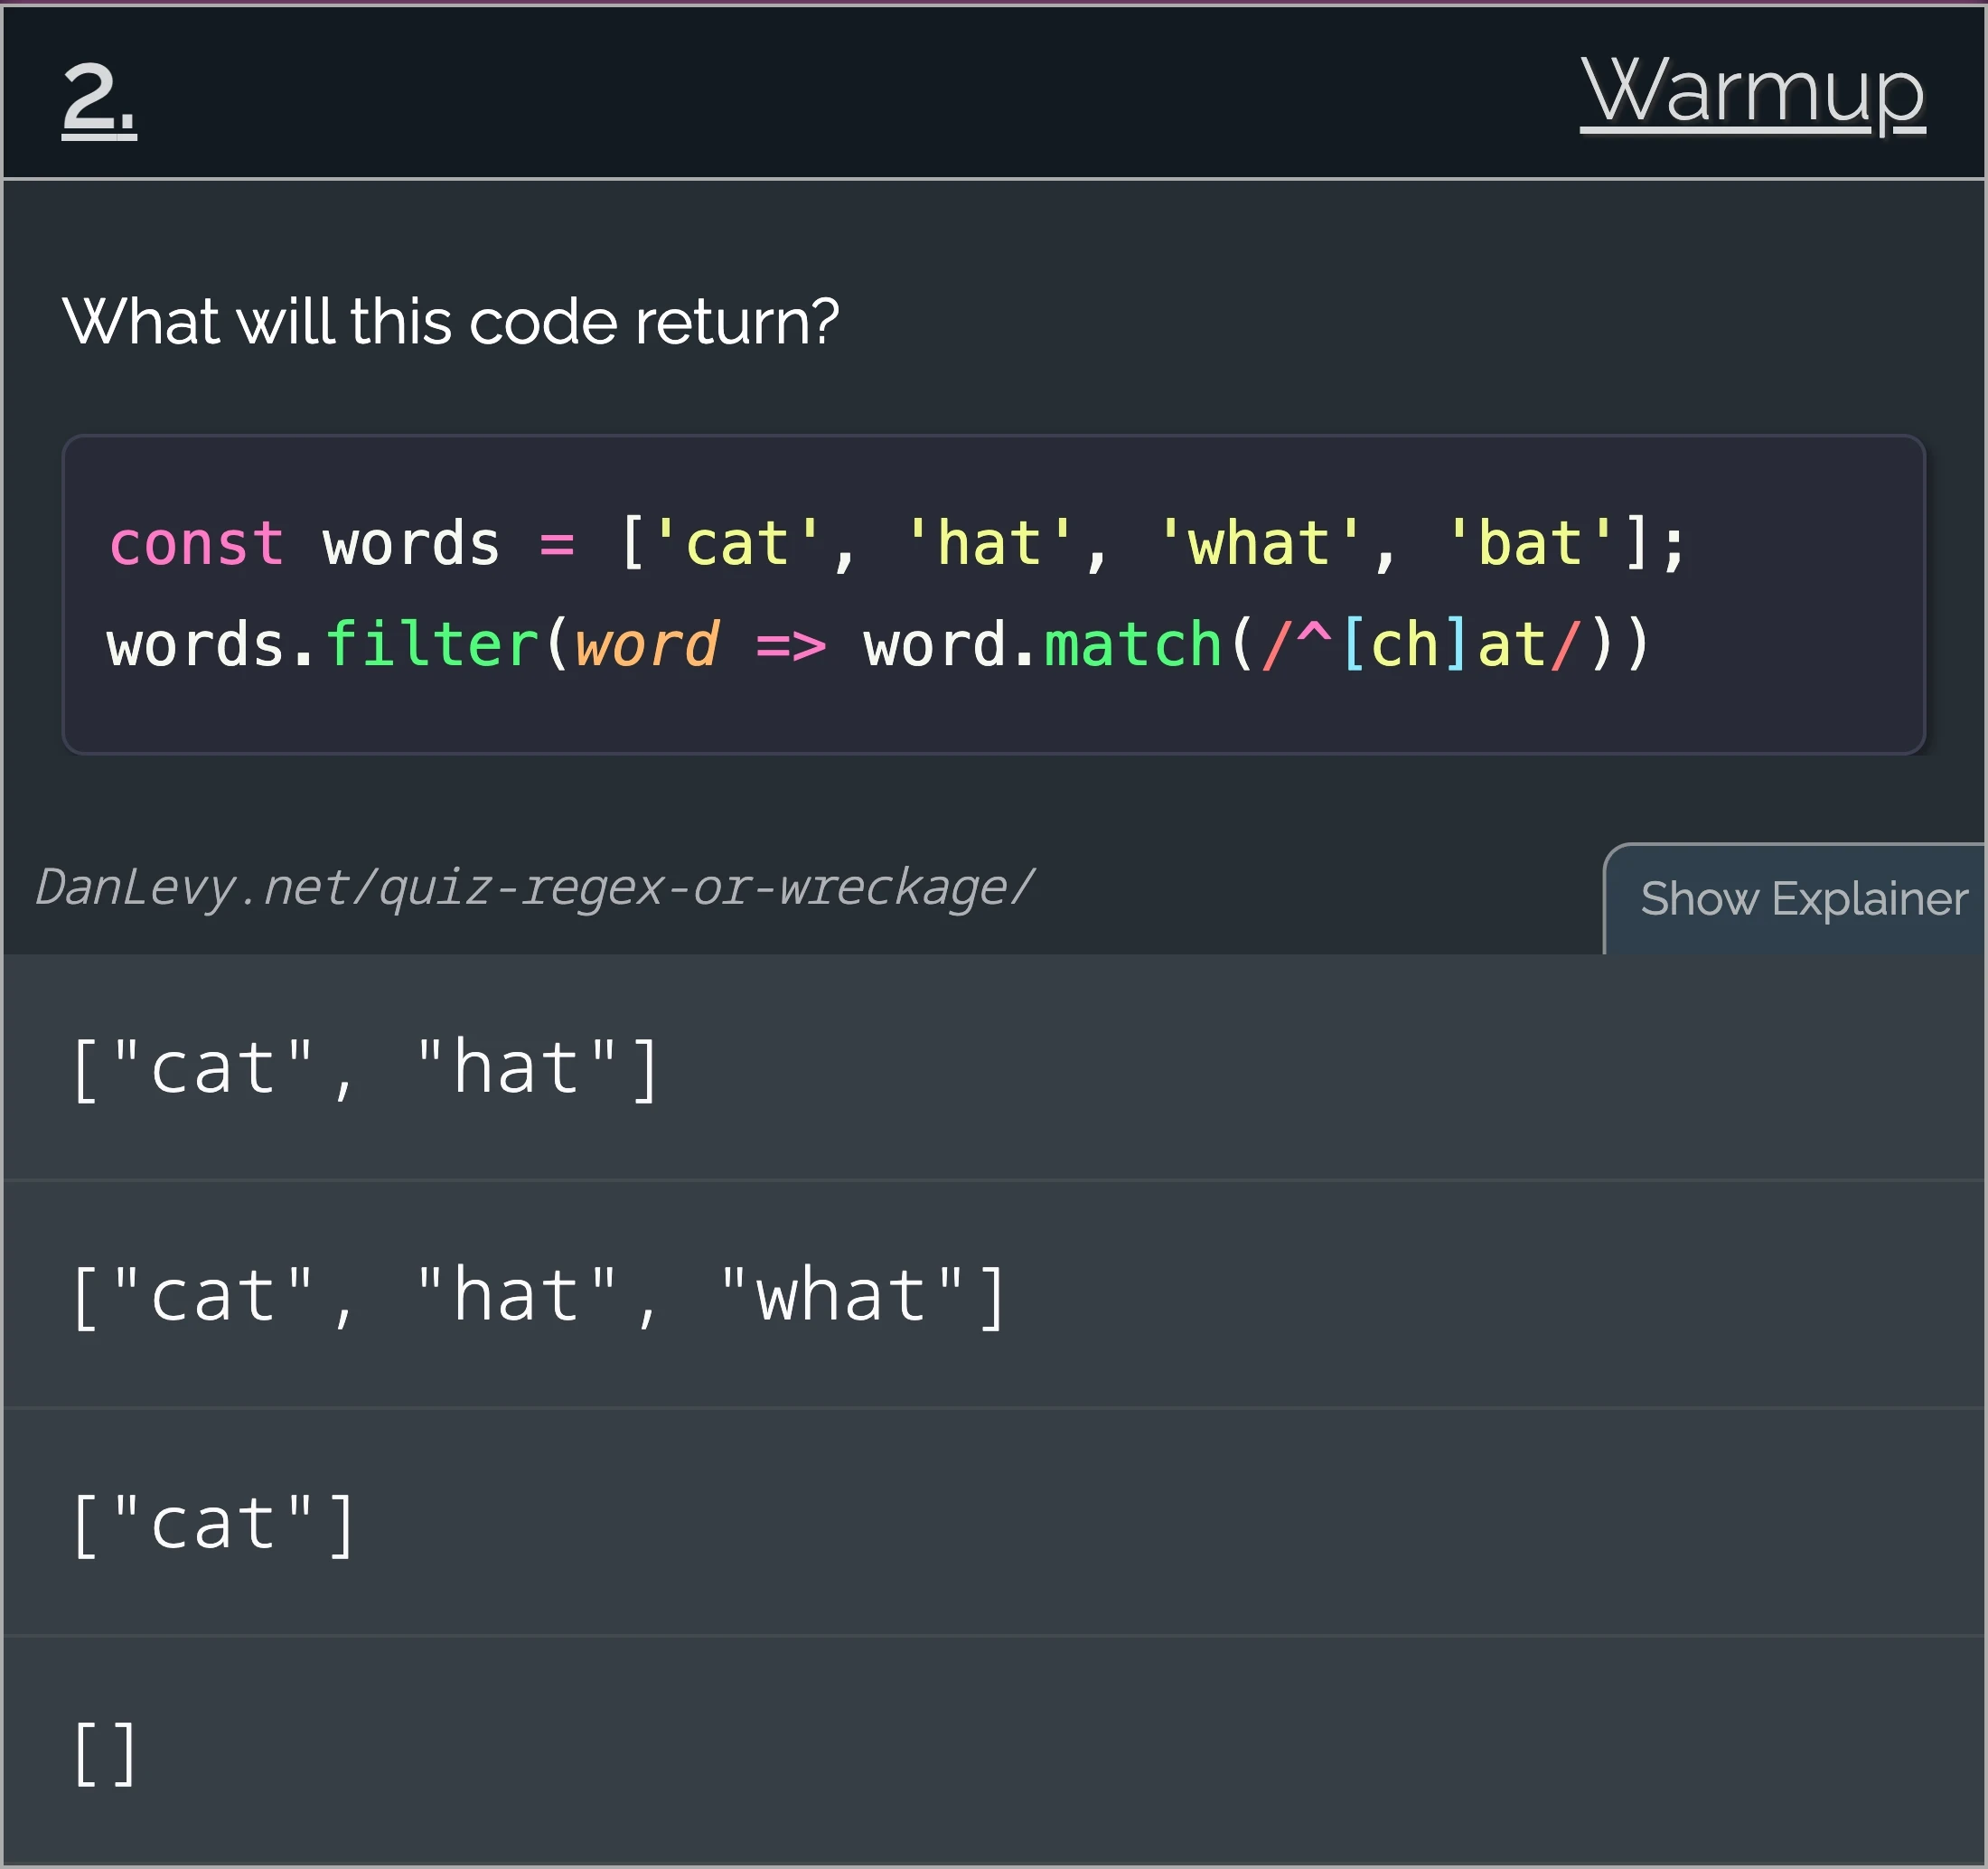 2.
Warmup
What will this code return?
const words = ['cat', 'hat', 'what', 'bat'];
words.filter(word => word.match(/^[ch]at/))
DanLevy.net/quiz-regex-or-wreckage/
Show Explainer
["cat", "hat"]
["cat", "hat", "what"]
["cat"]
[]